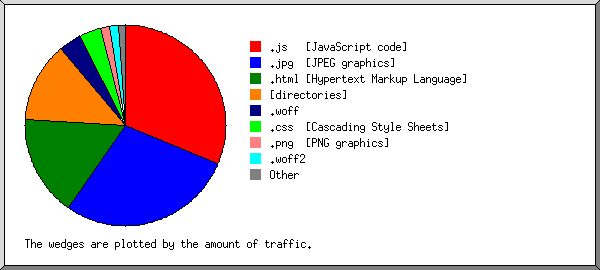 .js [JavaScript code]
.jpg [JPEG graphics]
.html [Hypertext Markup Language]
[directories]
.woff
.css [Cascading Style Sheets]
.png [PNG graphics]
.woff2
Other
The wedges are plotted by the amount of traffic.